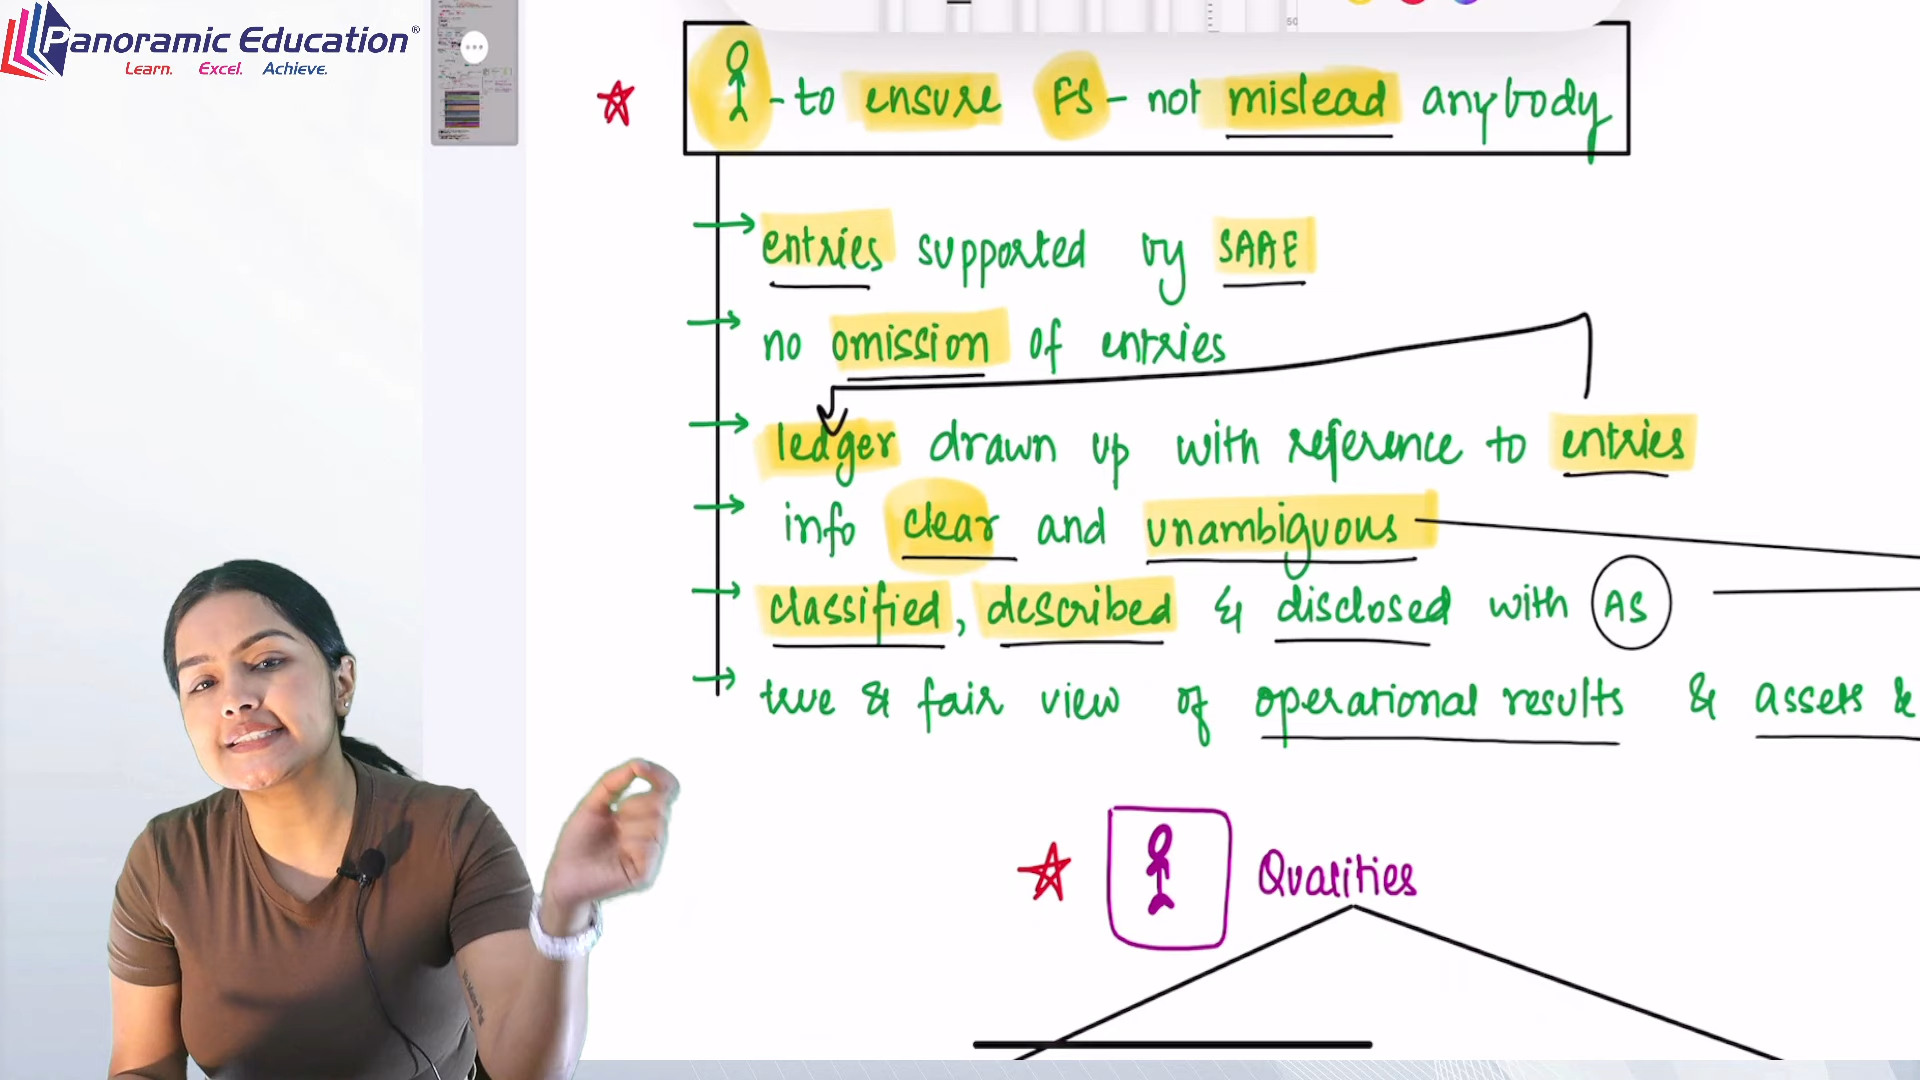 Panoramic Education®
Learn. Excel. Achieve.
50
- to ensure FS - not mislead anybody
entries supported by SAAE
no omission of entries
ledger drawn up with reference to entries
info clear and unambiguous
classified, described & disclosed with AS
true & fair view of operational results & assets &
Qualities